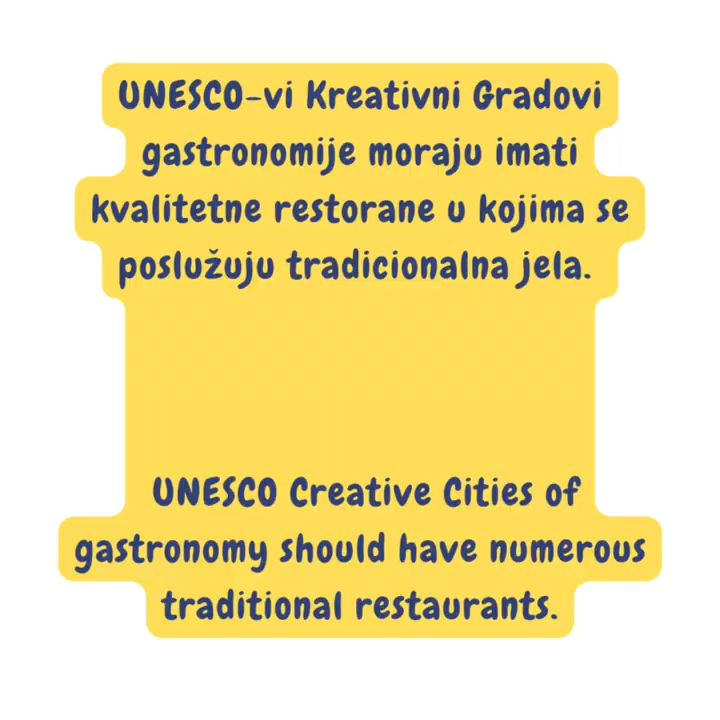 UNESCO-vi Kreativni Gradovi
gastronomije moraju imati
kvalitetne restorane u kojima se
poslužuju tradicionalna jela.
UNESCO Creative Cities of
gastronomy should have numerous
traditional restaurants.